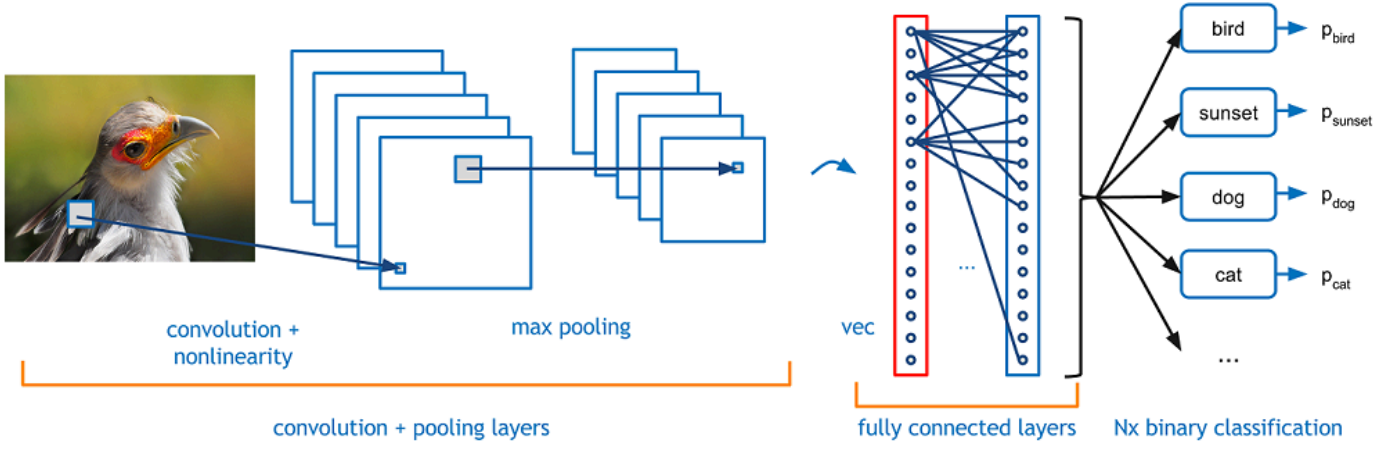 bird
p_bird
sunset
p_sunset
dog
p_dog
cat
p_cat
...
...
convolution +
nonlinearity
max pooling
vec
convolution + pooling layers
fully connected layers
Nx binary classification